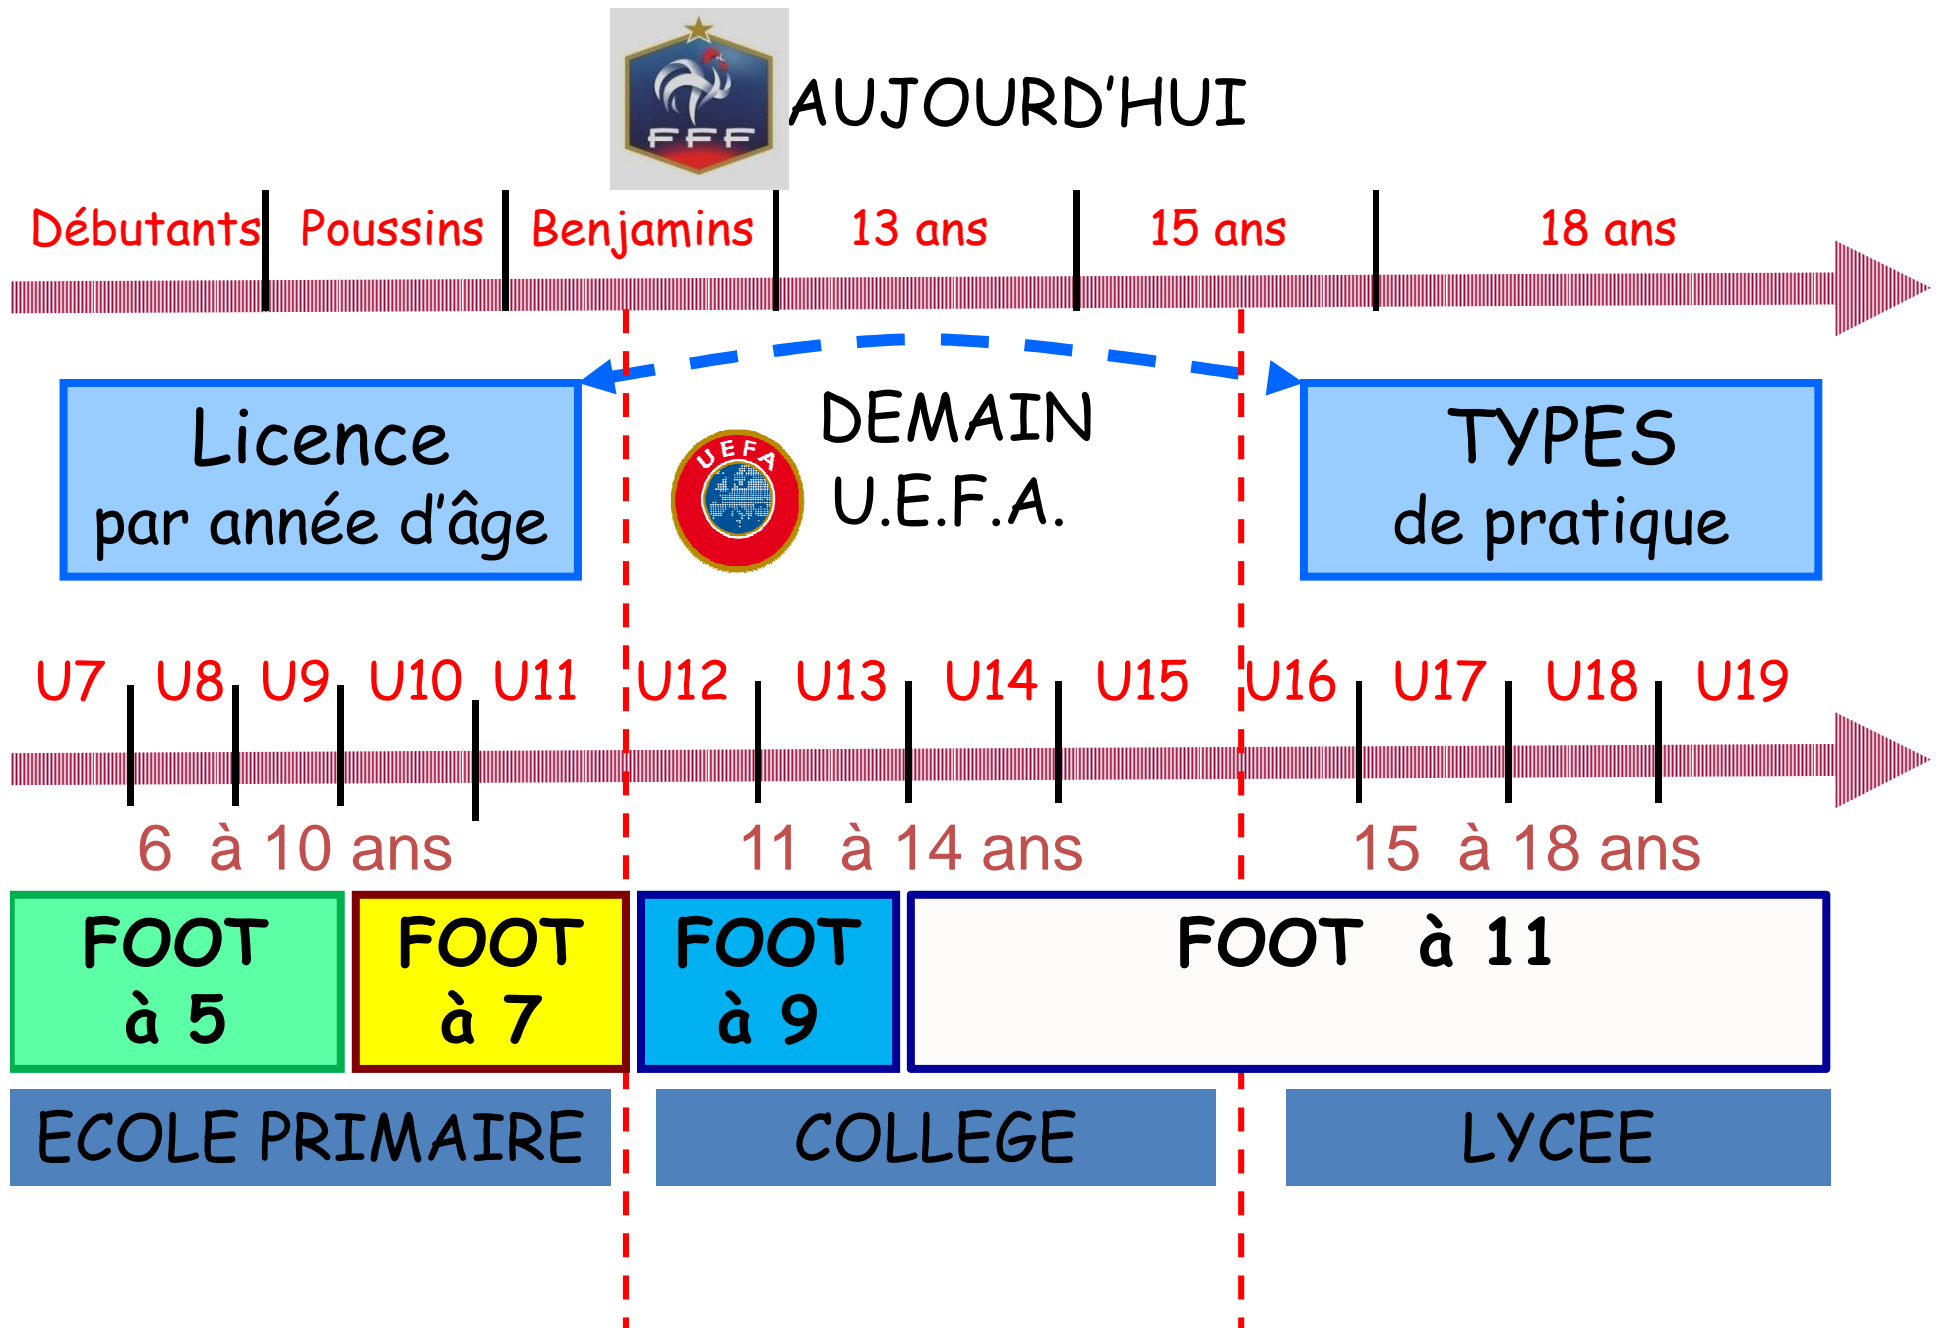 FFF
AUJOURD'HUI
Débutants Poussins Benjamins 13 ans 15 ans 18 ans
Licence
par année d'âge
UEFA
DEMAIN
U.E.F.A.
TYPES
de pratique
U7 U8 U9 U10 U11 U12 U13 U14 U15 U16 U17 U18 U19
6 à 10 ans 11 à 14 ans 15 à 18 ans
FOOT
à 5
FOOT
à 7
FOOT
à 9
FOOT à 11
ECOLE PRIMAIRE COLLEGE LYCEE